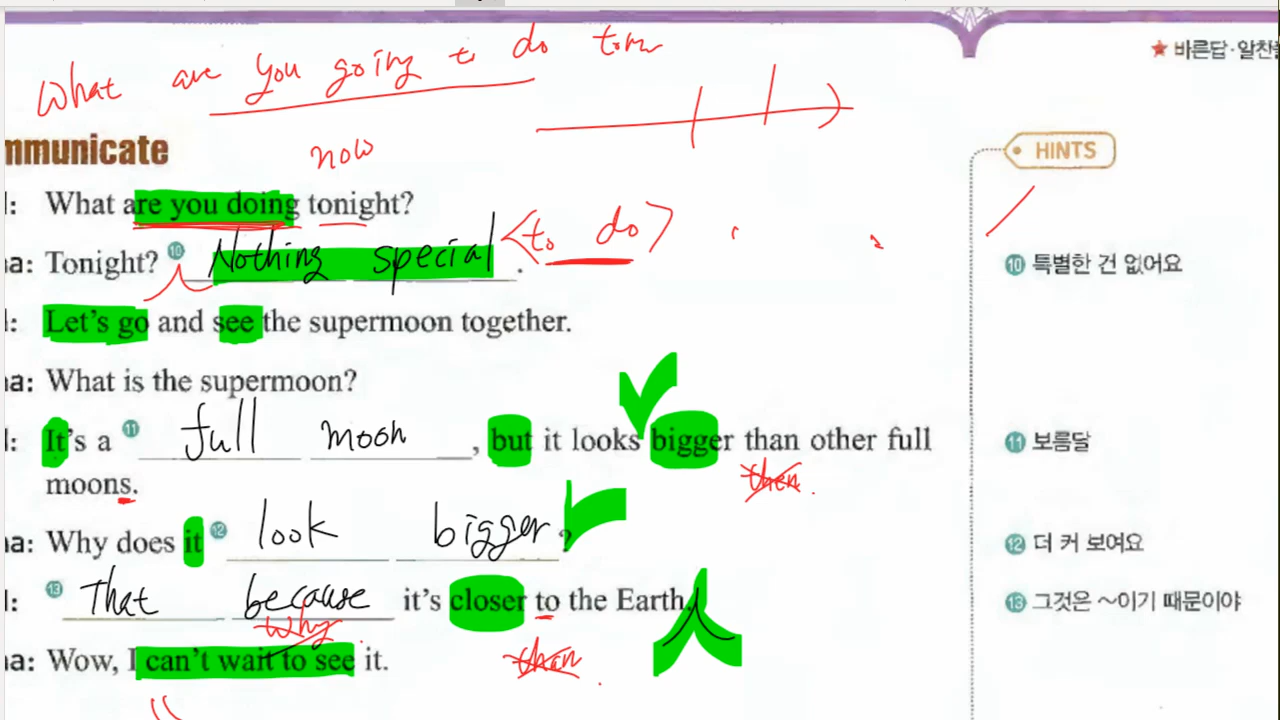 What are you going to do tom
★ 바른답·알찬
mmunicate
now
HINTS
What are you doing tonight?
<to do>
a: Tonight? ⑩ Nothing special.
⑩ 특별한 건 없어요
Let's go and see the supermoon together.
a: What is the supermoon?
It's a ⑪ full moon, but it looks bigger than other full
⑪ 보름달
moons.
then
a: Why does it ⑫ look bigger?
⑫ 더 커 보여요
⑬ That because it's closer to the Earth
⑬ 그것은 ~이기 때문이야
why
a: Wow, I can't wait to see it.
than